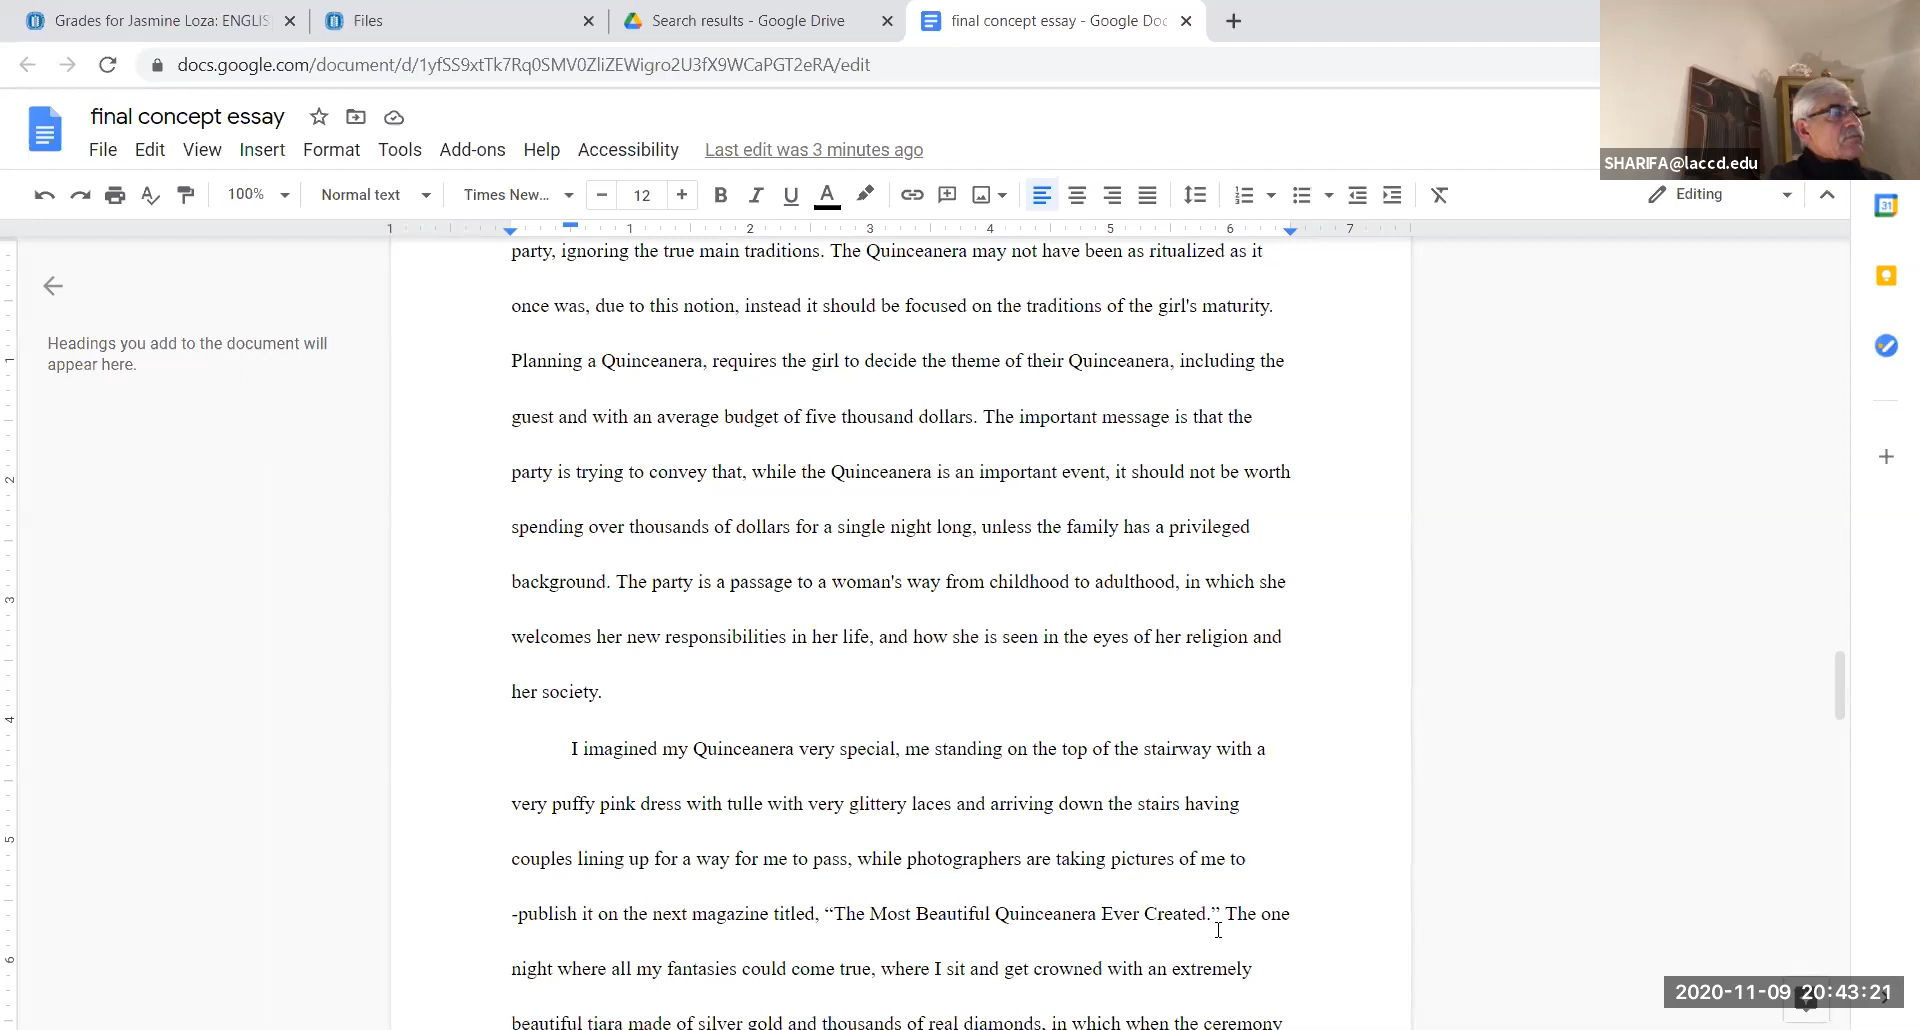 Grades for Jasmine Loza: ENGLIS
Files
Search results - Google Drive
final concept essay - Google Doc
docs.google.com/document/d/1yfSS9xtTk7Rq0SMV0ZliZEWigro2U3fX9WCaPGT2eRA/edit
final concept essay
File Edit View Insert Format Tools Add-ons Help Accessibility Last edit was 3 minutes ago
SHARIFA@laccd.edu
100% Normal text Times New... 12 B I U A Editing
31
1 1 2 3 4 5 6 7
Headings you add to the document will
appear here.
1
2
3
4
5
6
party, ignoring the true main traditions. The Quinceanera may not have been as ritualized as it
once was, due to this notion, instead it should be focused on the traditions of the girl's maturity.
Planning a Quinceanera, requires the girl to decide the theme of their Quinceanera, including the
guest and with an average budget of five thousand dollars. The important message is that the
party is trying to convey that, while the Quinceanera is an important event, it should not be worth
spending over thousands of dollars for a single night long, unless the family has a privileged
background. The party is a passage to a woman's way from childhood to adulthood, in which she
welcomes her new responsibilities in her life, and how she is seen in the eyes of her religion and
her society.
I imagined my Quinceanera very special, me standing on the top of the stairway with a
very puffy pink dress with tulle with very glittery laces and arriving down the stairs having
couples lining up for a way for me to pass, while photographers are taking pictures of me to
-publish it on the next magazine titled, “The Most Beautiful Quinceanera Ever Created.” The one
night where all my fantasies could come true, where I sit and get crowned with an extremely
beautiful tiara made of silver gold and thousands of real diamonds, in which when the ceremony
2020-11-09 20:43:21